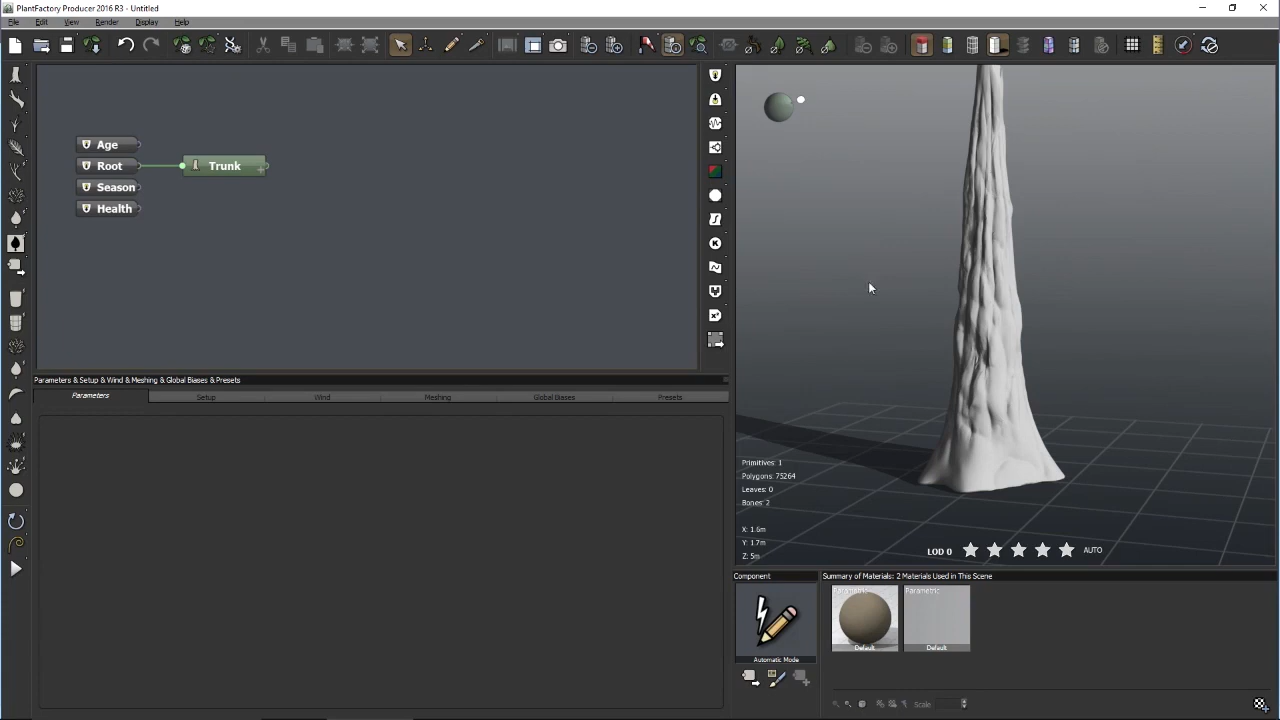 PlantFactory Producer 2016 R3 - Untitled
File Edit View Render Display Help
Age
Root
Trunk
Season
Health
Parameters & Setup & Wind & Meshing & Global Biases & Presets
Parameters Setup Wind Meshing Global Biases Presets
Primitives: 1
Polygons: 75264
Leaves: 0
Bones: 2
X: 1.6m
Y: 1.7m
Z: 5m
LOD 0
AUTO
Component
Summary of Materials: 2 Materials Used in This Scene
Parametric
Parametric
Default
Default
Automatic Mode
Scale